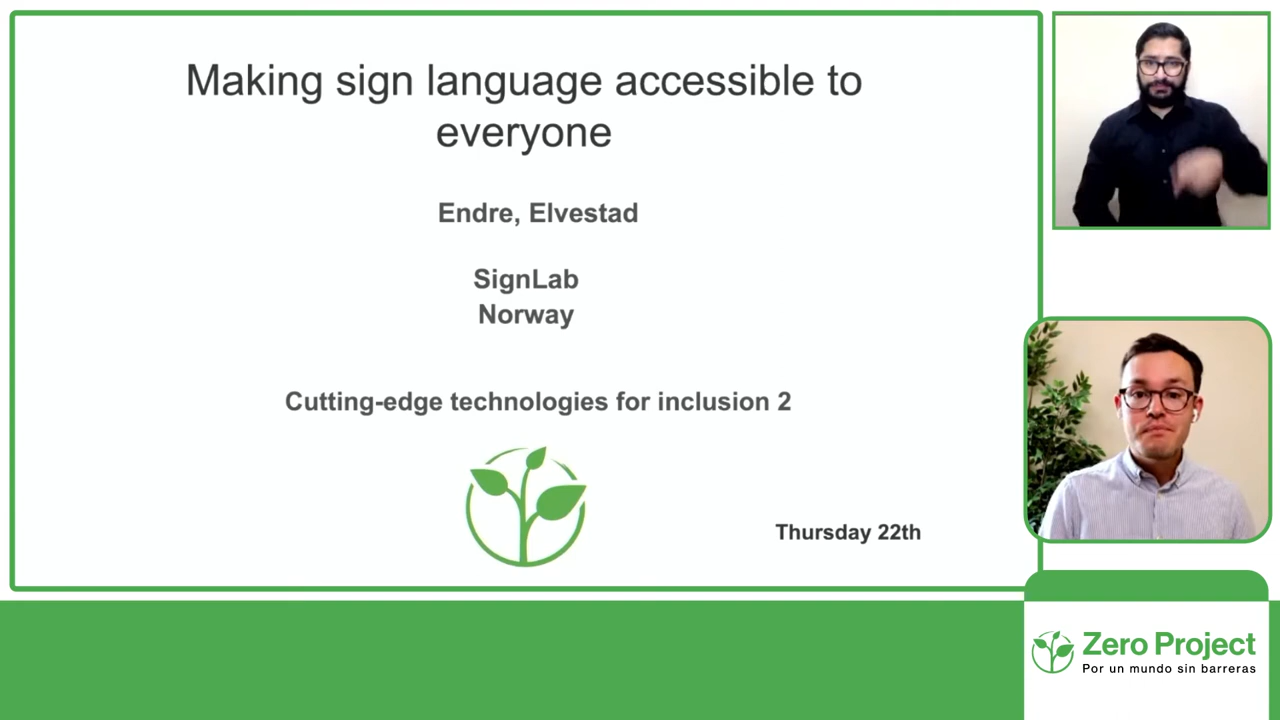 Making sign language accessible to
everyone
Endre, Elvestad
SignLab
Norway
Cutting-edge technologies for inclusion 2
Thursday 22th
Zero Project
Por un mundo sin barreras